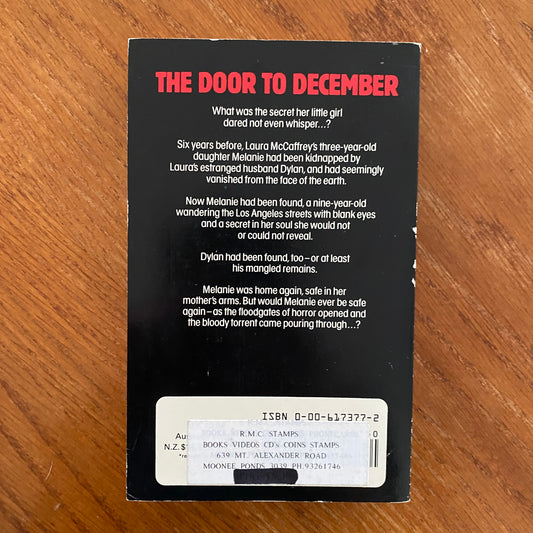 THE DOOR TO DECEMBER
What was the secret her little girl
dared not even whisper...?
Six years before, Laura McCaffrey's three-year-old
daughter Melanie had been kidnapped by
Laura's estranged husband Dylan, and had seemingly
vanished from the face of the earth.
Now Melanie had been found, a nine-year-old
wandering the Los Angeles streets with blank eyes
and a secret in her soul she would not
or could not reveal.
Dylan had been found, too – or at least
his mangled remains.
Melanie was home again, safe in her
mother's arms. But would Melanie ever be safe
again – as the floodgates of horror opened and
the bloody torrent came pouring through...?
ISBN 0-00-617377-2
Au
N.Z.$
R.M.C. STAMPS
BOOKS VIDEOS CD's COINS STAMPS
639 MT. ALEXANDER ROAD
MOONEE PONDS 3039 PH.93261746